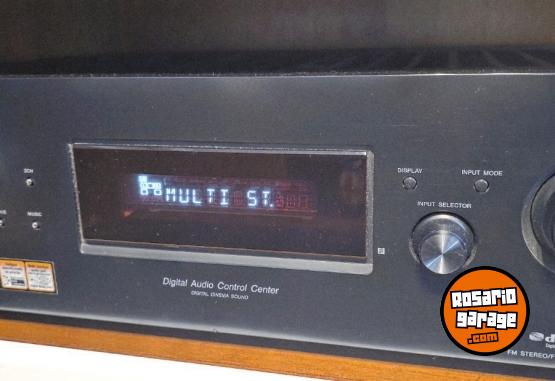 2CH
MUSIC
MULTI ST.
DISPLAY
INPUT MODE
INPUT SELECTOR
Digital Audio Control Center
DIGITAL CINEMA SOUND
ROSARIO
garage
.com
FM STEREO/F